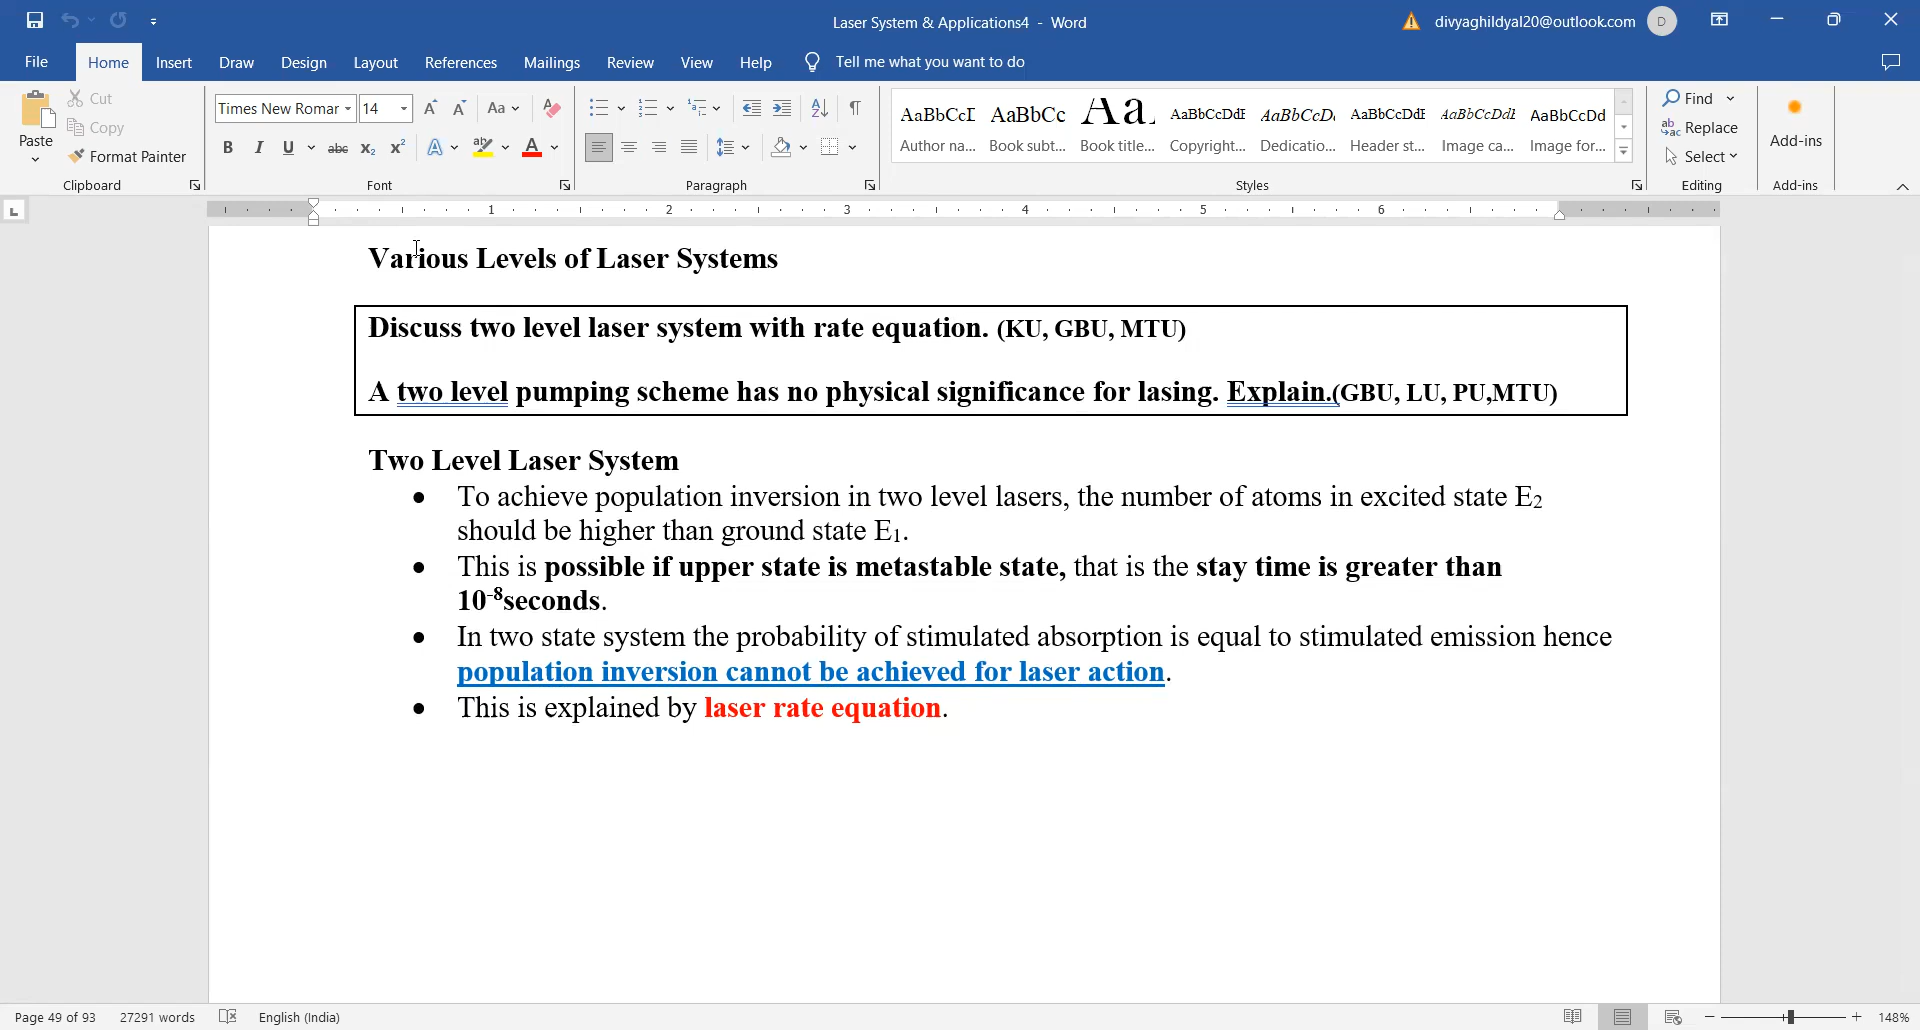 Laser System & Applications4 - Word
divyaghildyal20@outlook.com
D
File Home Insert Draw Design Layout References Mailings Review View Help Tell me what you want to do
Paste
Cut
Copy
Format Painter
Times New Romar 14
AaBbCcI AaBbCc Aa. AaBbCcDdE AaBbCcD AaBbCcDdE AaBbCcDdE AaBbCcDd
Author na... Book subt... Book title... Copyright... Dedicatio... Header st... Image ca... Image for...
Find
Replace
Select
Add-ins
Clipboard Font Paragraph Styles Editing Add-ins
1 2 3 4 5 6
Various Levels of Laser Systems
Discuss two level laser system with rate equation. (KU, GBU, MTU)
A two level pumping scheme has no physical significance for lasing. Explain.(GBU, LU, PU,MTU)
Two Level Laser System
• To achieve population inversion in two level lasers, the number of atoms in excited state E₂
should be higher than ground state E₁.
• This is possible if upper state is metastable state, that is the stay time is greater than
10⁻⁸seconds.
• In two state system the probability of stimulated absorption is equal to stimulated emission hence
population inversion cannot be achieved for laser action.
• This is explained by laser rate equation.
Page 49 of 93 27291 words English (India) 148%